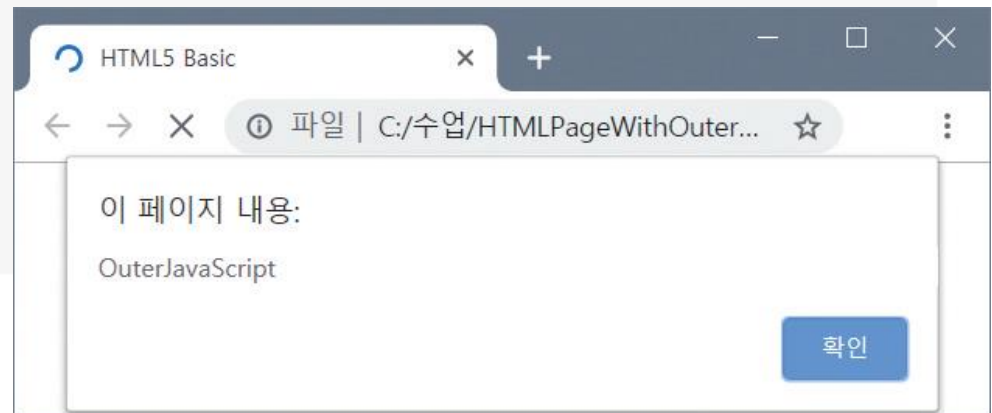 HTML5 Basic
파일 | C:/수업/HTMLPageWithOuter...
이 페이지 내용:
OuterJavaScript
확인